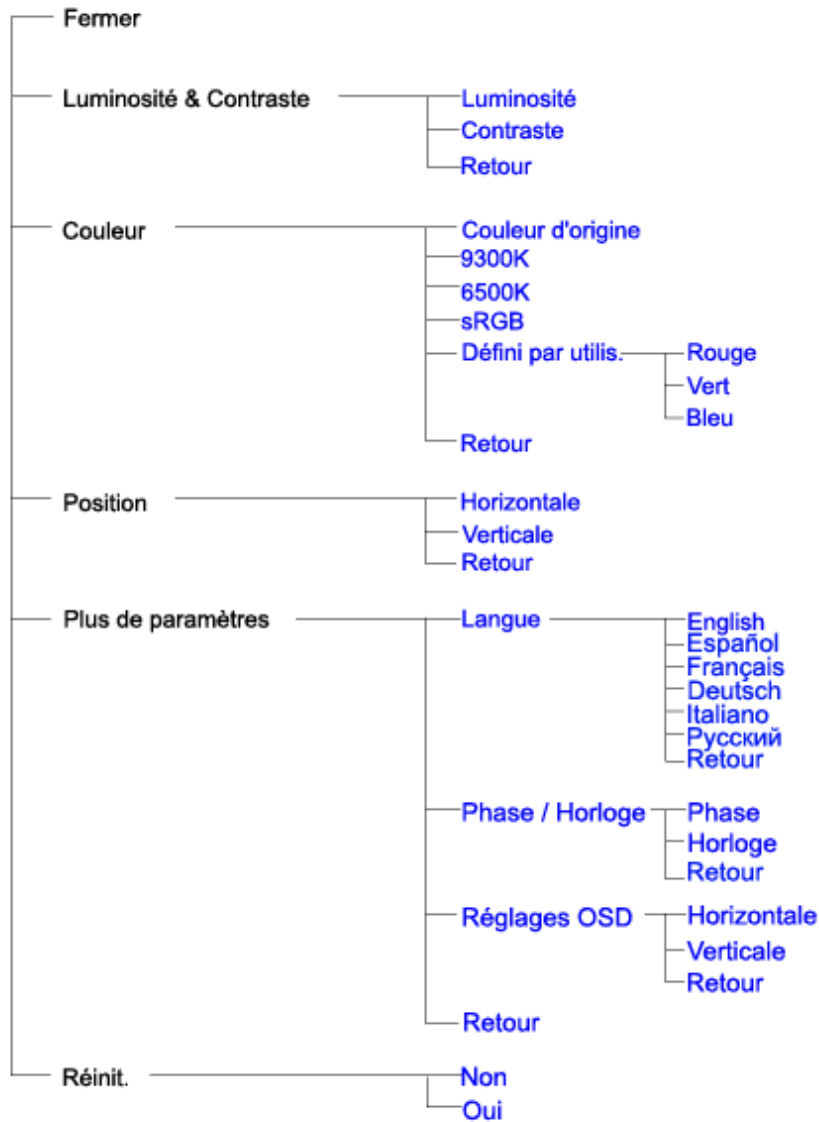 Fermer
Luminosité & Contraste
Luminosité
Contraste
Retour
Couleur
Couleur d'origine
9300K
6500K
sRGB
Défini par utilis.
Rouge
Vert
Bleu
Retour
Position
Horizontale
Verticale
Retour
Plus de paramètres
Langue
English
Español
Français
Deutsch
Italiano
Русский
Retour
Phase / Horloge
Phase
Horloge
Retour
Réglages OSD
Horizontale
Verticale
Retour
Retour
Réinit.
Non
Oui